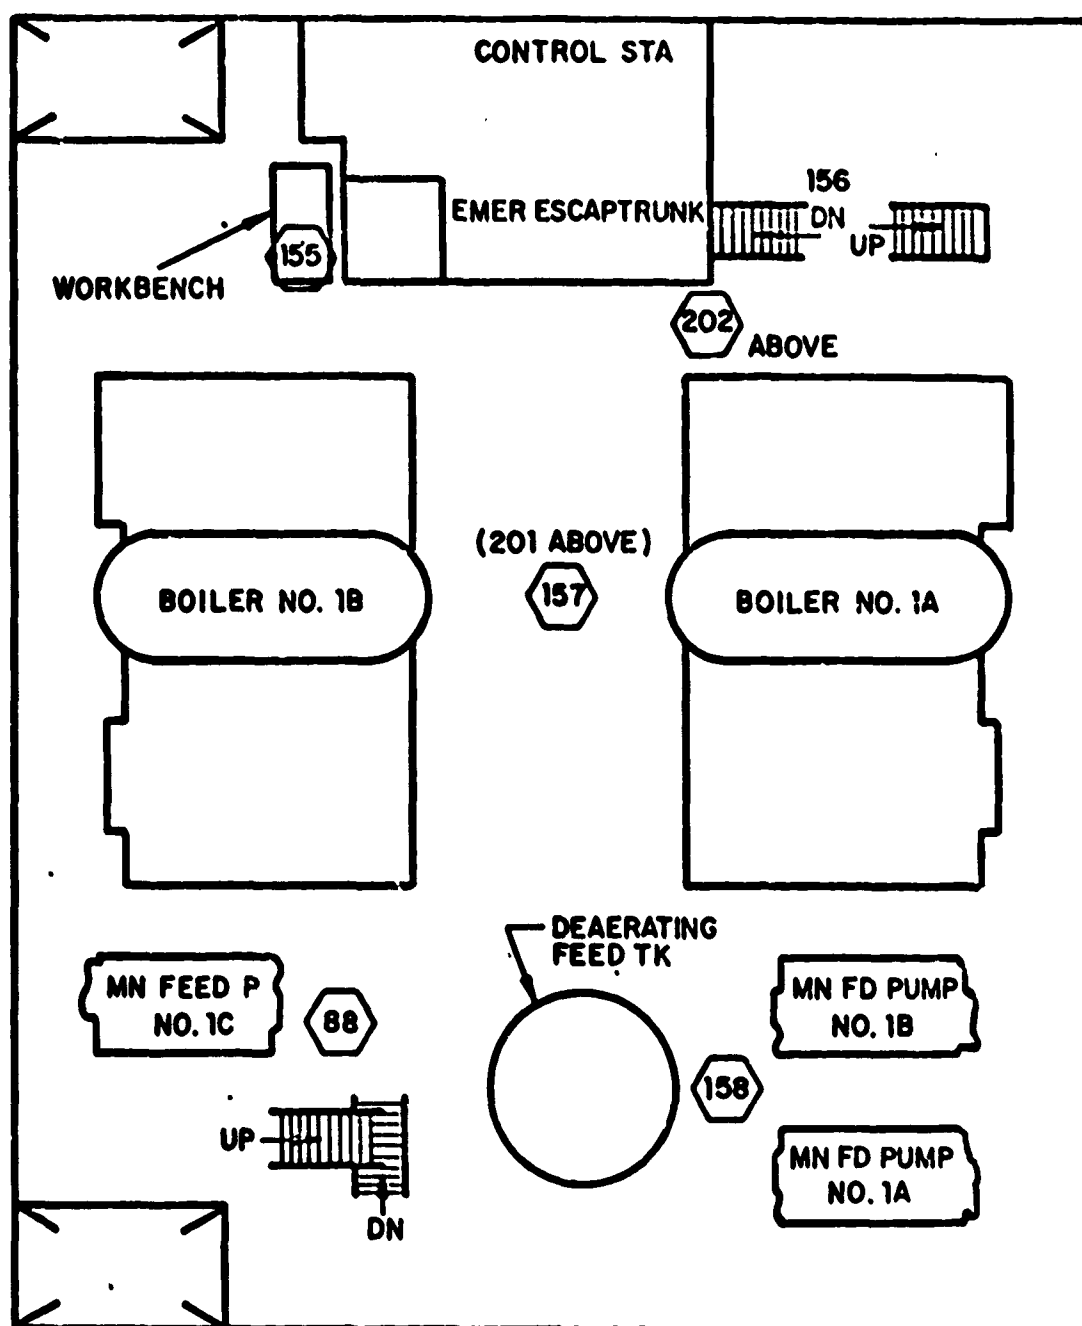 CONTROL STA
156
EMER ESCAPTRUNK
DN
UP
155
WORKBENCH
202
ABOVE
(201 ABOVE)
157
BOILER NO. 1B
BOILER NO. 1A
DEAERATING
FEED TK
MN FEED P
NO. 1C
88
MN FD PUMP
NO. 1B
158
UP
DN
MN FD PUMP
NO. 1A